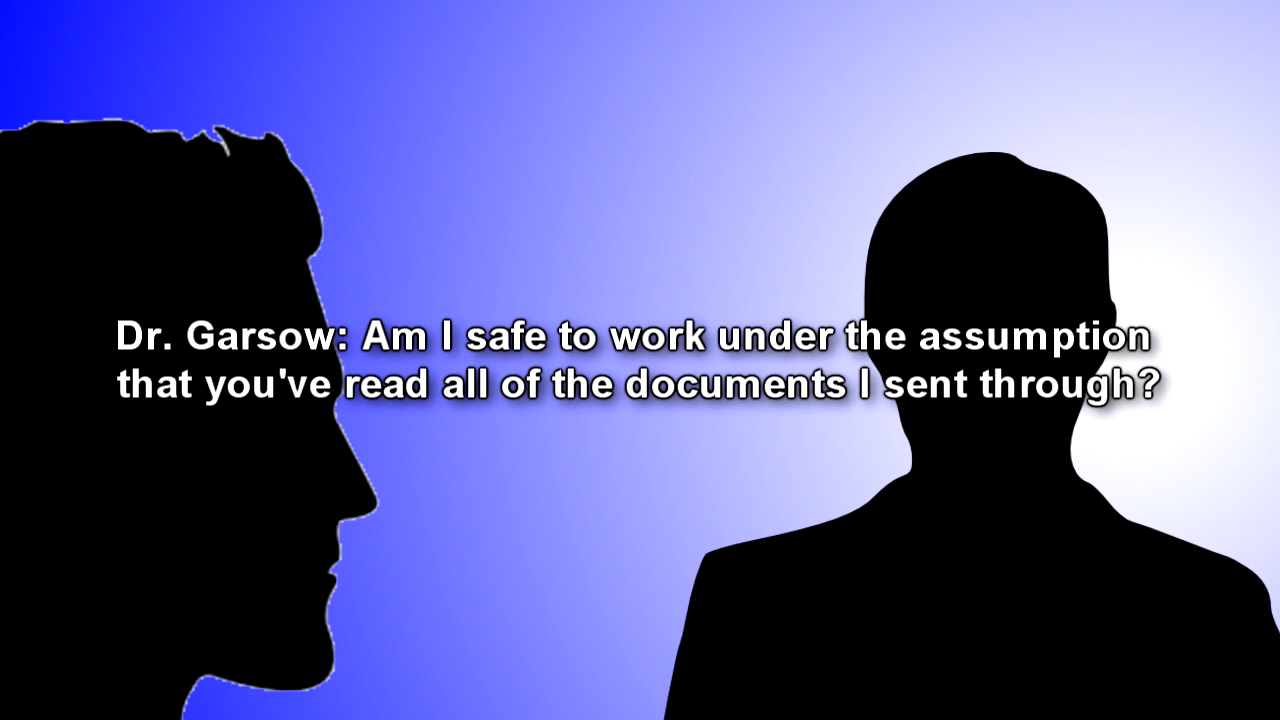 Dr. Garsow: Am I safe to work under the assumption
that you've read all of the documents I sent through?